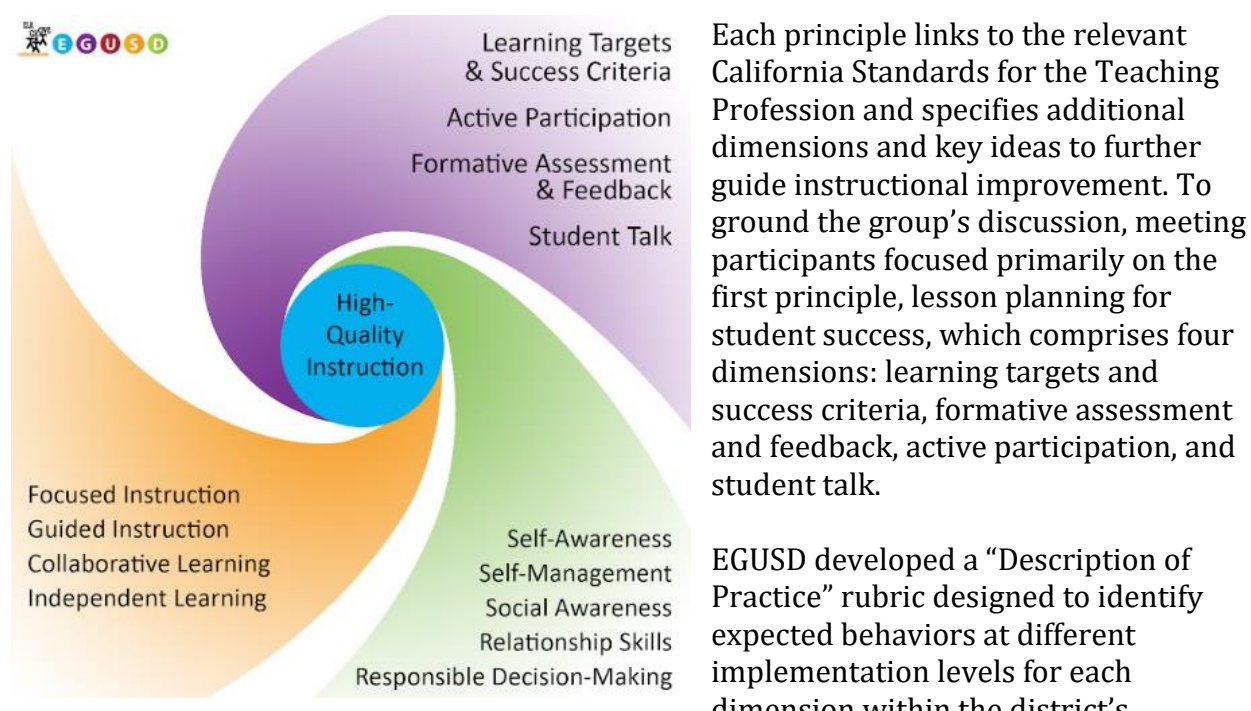 EGUSD
Learning Targets
& Success Criteria
Active Participation
Formative Assessment
& Feedback
Student Talk
High-
Quality
Instruction
Focused Instruction
Guided Instruction
Collaborative Learning
Independent Learning
Self-Awareness
Self-Management
Social Awareness
Relationship Skills
Responsible Decision-Making
Each principle links to the relevant
California Standards for the Teaching
Profession and specifies additional
dimensions and key ideas to further
guide instructional improvement. To
ground the group’s discussion, meeting
participants focused primarily on the
first principle, lesson planning for
student success, which comprises four
dimensions: learning targets and
success criteria, formative assessment
and feedback, active participation, and
student talk.
EGUSD developed a “Description of
Practice” rubric designed to identify
expected behaviors at different
implementation levels for each
dimension within the district’s